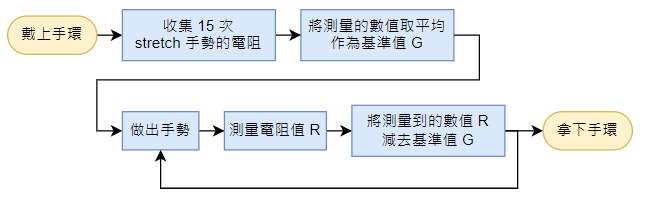 戴上手環
收集 15 次
stretch 手勢的電阻
將測量的數值取平均
作為基準值 G
做出手勢
測量電阻值 R
將測量到的數值 R
減去基準值 G
拿下手環